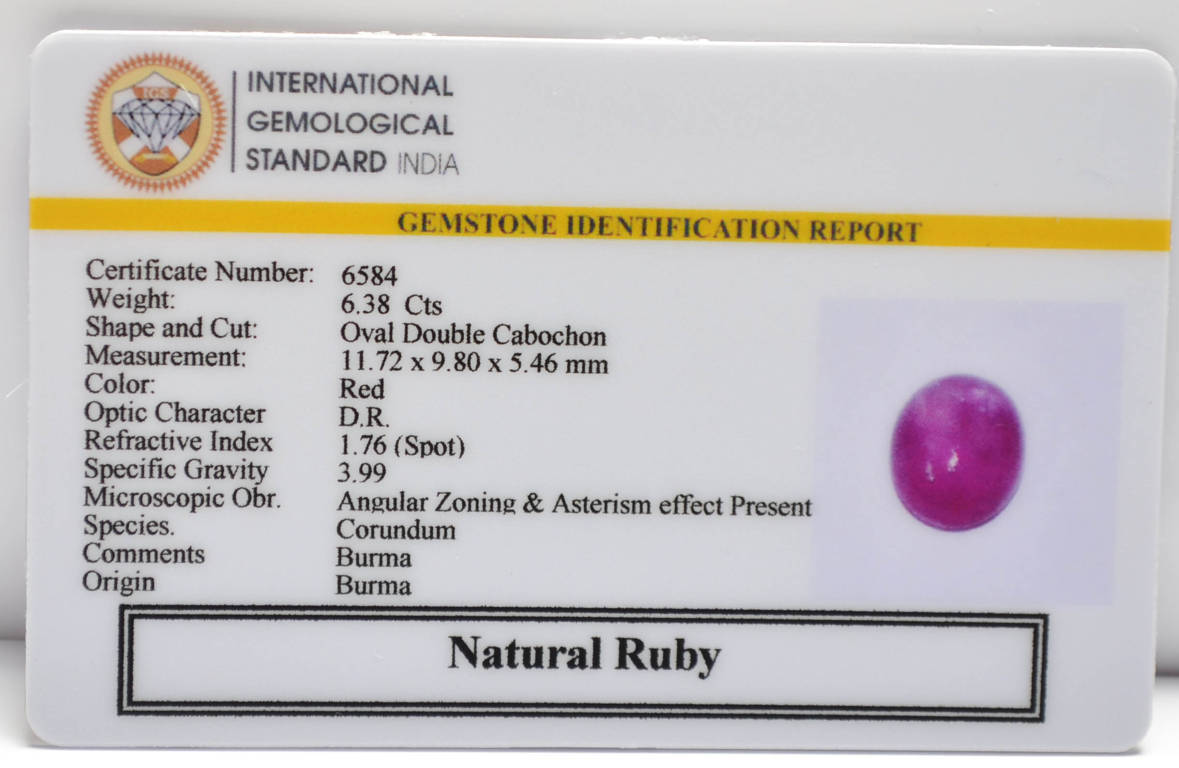 IGS
INTERNATIONAL
GEMOLOGICAL
STANDARD INDIA
GEMSTONE IDENTIFICATION REPORT
Certificate Number: 6584
Weight: 6.38 Cts
Shape and Cut: Oval Double Cabochon
Measurement: 11.72 x 9.80 x 5.46 mm
Color: Red
Optic Character D.R.
Refractive Index 1.76 (Spot)
Specific Gravity 3.99
Microscopic Obr. Angular Zoning & Asterism effect Present
Species. Corundum
Comments Burma
Origin Burma
Natural Ruby